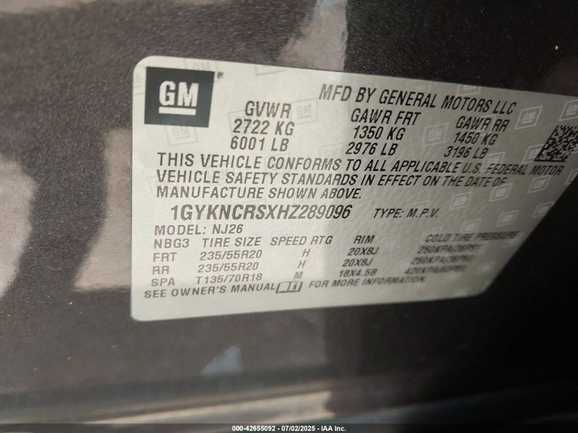 GM
MFD BY GENERAL MOTORS LLC
GVWR GAWR FRT GAWR RR
2722 KG 1350 KG 1450 KG
6001 LB 2976 LB 3196 LB
THIS VEHICLE CONFORMS TO ALL APPLICABLE U.S. FEDERAL MOTOR
VEHICLE SAFETY STANDARDS IN EFFECT ON THE DATE OF
MANUFACTURE SHOWN ABOVE.
1GYKNCRSXHZ289096 TYPE: M.P.V.
MODEL: NJ26
NBG3 TIRE SIZE SPEED RTG RIM COLD TIRE PRESSURE
FRT 235/55R20 H 20X8J
RR 235/55R20 H 20X8J
SPA T135/70R18 M 18X4.5B
SEE OWNER'S MANUAL FOR MORE INFORMATION
000-42655092 - 07/02/2025 - IAA Inc.